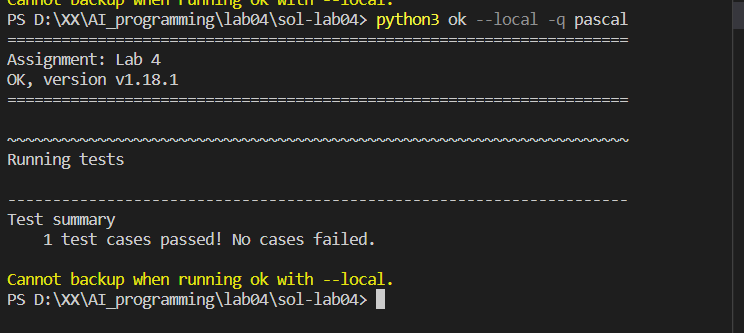 Cannot backup when running ok with --local.
PS D:\XX\AI_programming\lab04\sol-lab04> python3 ok --local -q pascal
=====================================================================
Assignment: Lab 4
OK, version v1.18.1
=====================================================================
~~~~~~~~~~~~~~~~~~~~~~~~~~~~~~~~~~~~~~~~~~~~~~~~~~~~~~~~~~~~~~~~~~~~~
Running tests
---------------------------------------------------------------------
Test summary
    1 test cases passed! No cases failed.
Cannot backup when running ok with --local.
PS D:\XX\AI_programming\lab04\sol-lab04>